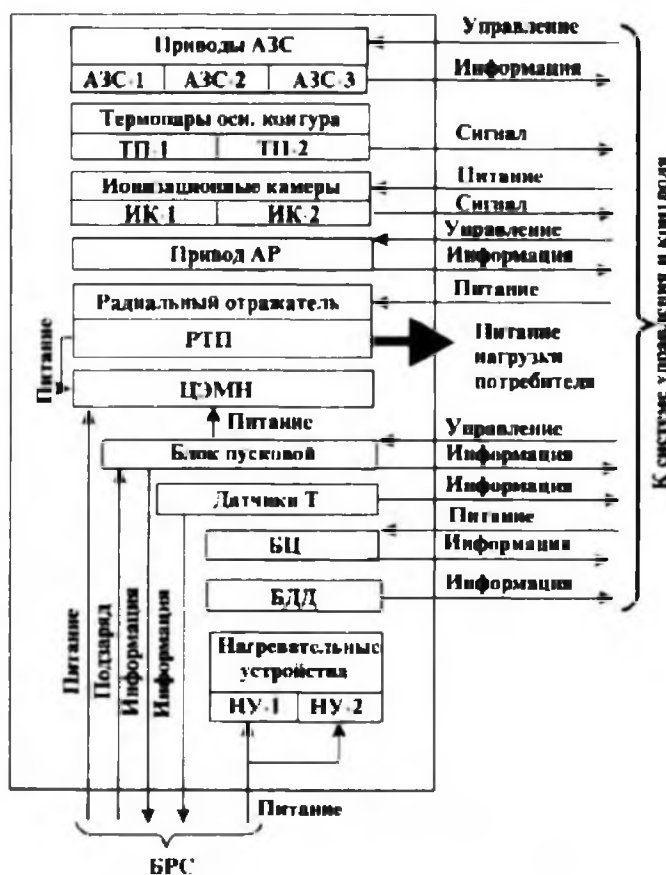 Приводы АЗС
АЗС-1 АЗС-2 АЗС-3
Управление
Информация
Термопары осн. контура
ТП-1 ТП-2
Сигнал
Ионизационные камеры
ИК-1 ИК-2
Питание
Сигнал
Привод АР
Управление
Информация
Радиальный отражатель
Питание
РТП
Питание
нагрузки
потребителя
Питание
ЦЭМН
Питание
Блок пусковой
Управление
Информация
Датчики Т
Информация
БЦ
Питание
Информация
БДД
Информация
Нагревательные
устройства
НУ-1 НУ-2
Питание
Подзаряд
Информация
Информация
Питание
БРС
К системе управления и контроля